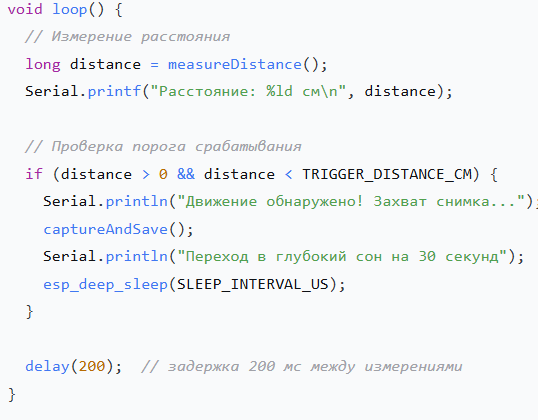 void loop() {
  // Измерение расстояния
  long distance = measureDistance();
  Serial.printf("Расстояние: %ld см\n", distance);

  // Проверка порога срабатывания
  if (distance > 0 && distance < TRIGGER_DISTANCE_CM) {
    Serial.println("Движение обнаружено! Захват снимка...");
    captureAndSave();
    Serial.println("Переход в глубокий сон на 30 секунд");
    esp_deep_sleep(SLEEP_INTERVAL_US);
  }

  delay(200);  // задержка 200 мс между измерениями
}